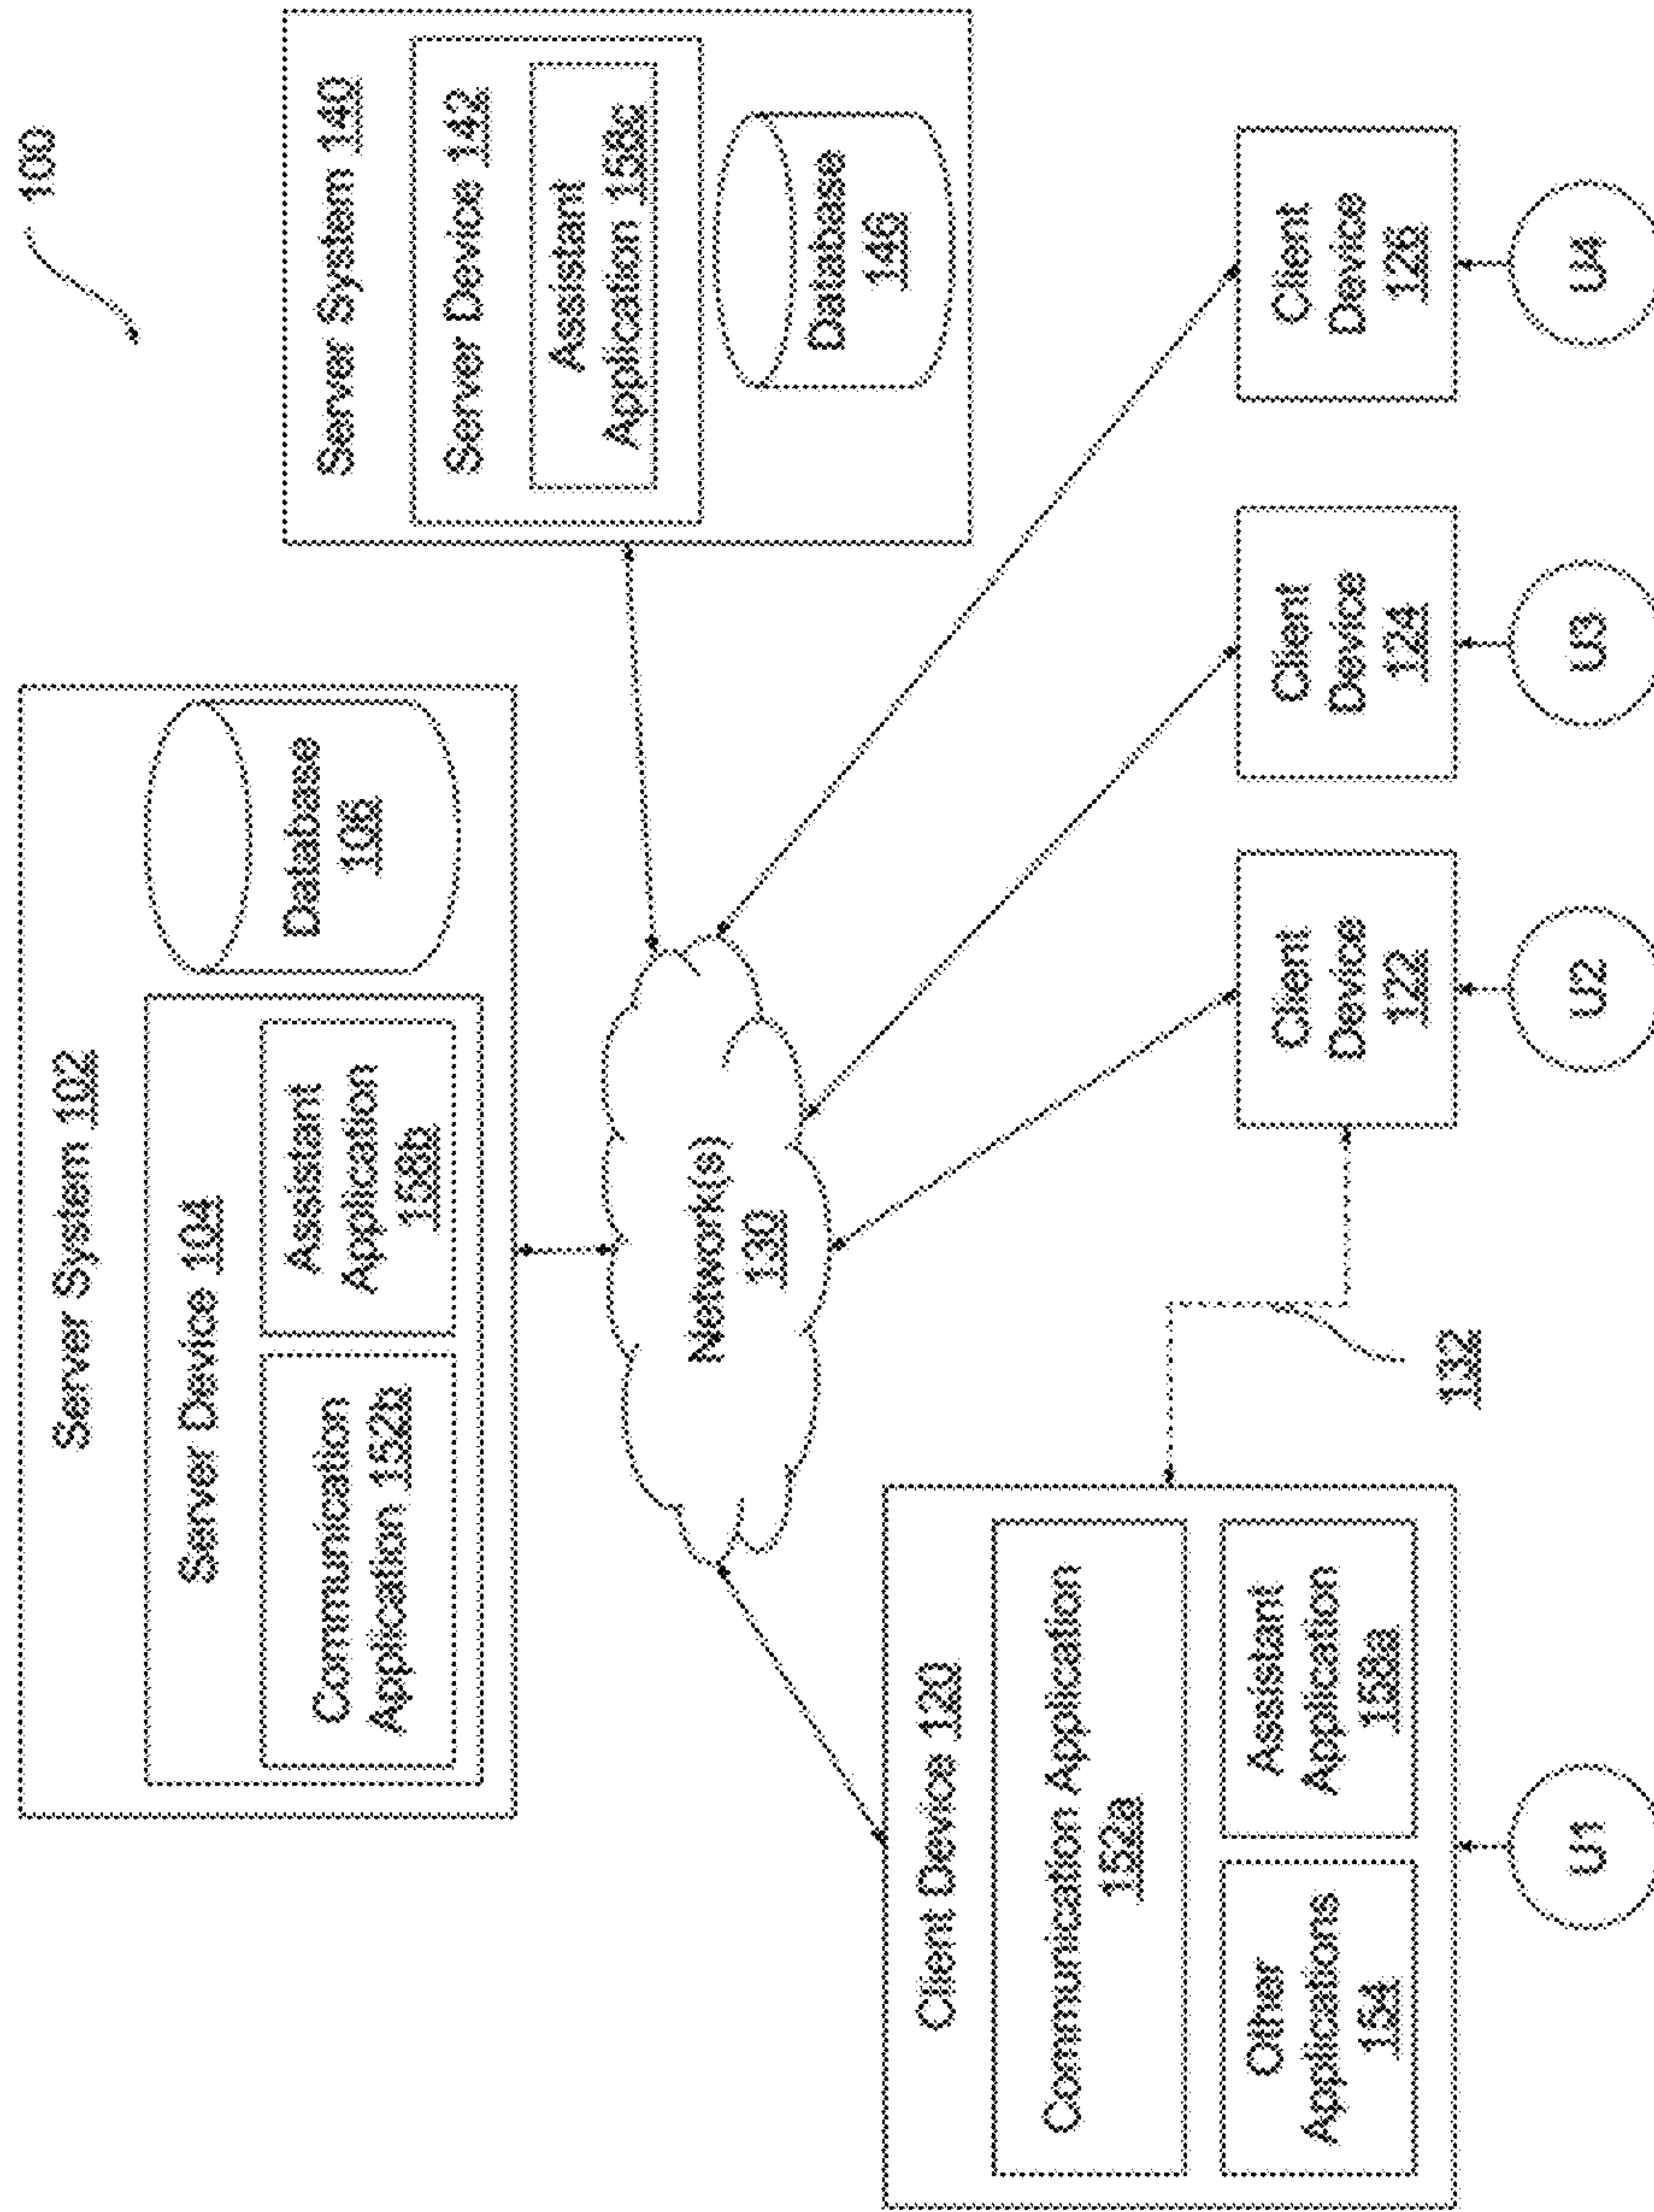 100
Server System 102
Server Device 104
Communication
Application 152b
Assistant
Application
158b
Database
106
Server System 140
Server Device 142
Assistant
Application 158c
Database
146
Network(s)
130
Client Device 120
Communication Application
152a
Other
Applications
154
Assistant
Application
158a
132
Client
Device
122
Client
Device
124
Client
Device
126
U1
U2
U3
U4